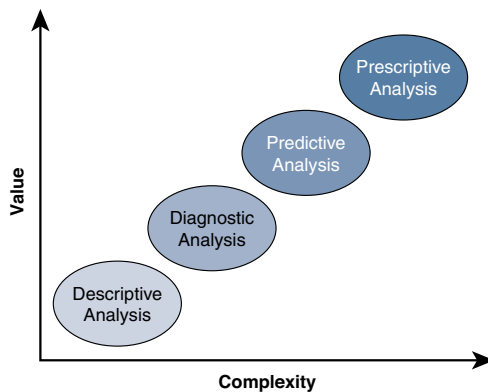 Prescriptive
Analysis
Predictive
Analysis
Diagnostic
Analysis
Descriptive
Analysis
Value
Complexity